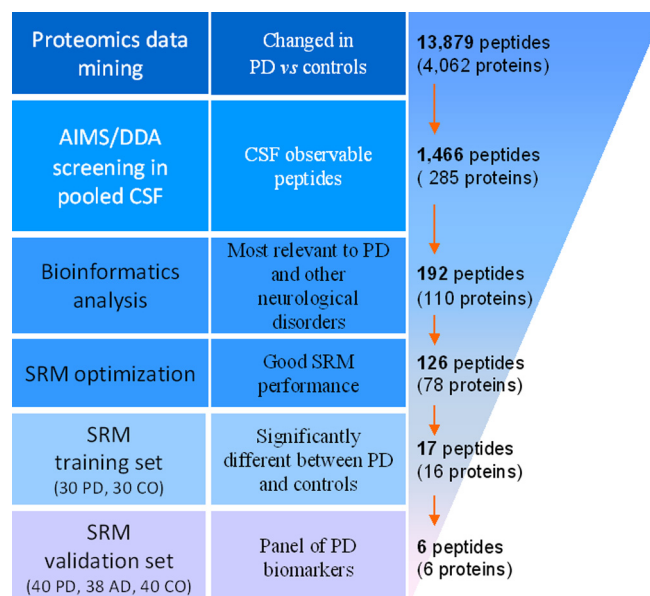 Proteomics data
mining
Changed in
PD vs controls
13,879 peptides
(4,062 proteins)
AIMS/DDA
screening in
pooled CSF
CSF observable
peptides
1,466 peptides
( 285 proteins)
Bioinformatics
analysis
Most relevant to PD
and other
neurological
disorders
192 peptides
(110 proteins)
SRM optimization
Good SRM
performance
126 peptides
(78 proteins)
SRM
training set
(30 PD, 30 CO)
Significantly
different between PD
and controls
17 peptides
(16 proteins)
SRM
validation set
(40 PD, 38 AD, 40 CO)
Panel of PD
biomarkers
6 peptides
(6 proteins)